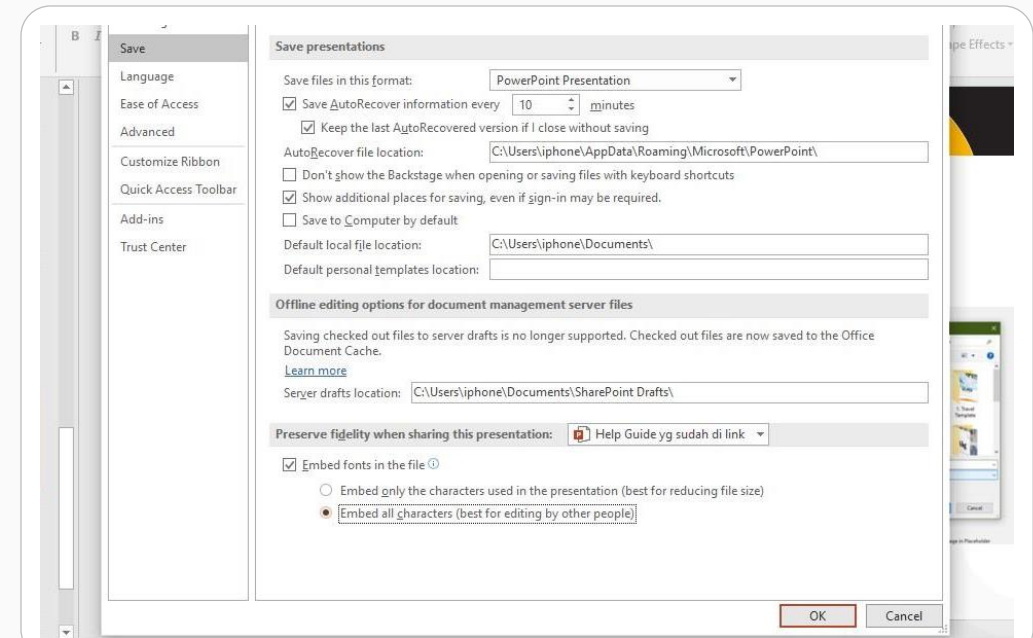 B I
Save
Language
Ease of Access
Advanced
Customize Ribbon
Quick Access Toolbar
Add-ins
Trust Center
Save presentations
Save files in this format: PowerPoint Presentation
Save AutoRecover information every 10 minutes
Keep the last AutoRecovered version if I close without saving
AutoRecover file location: C:\Users\iphone\AppData\Roaming\Microsoft\PowerPoint\
Don't show the Backstage when opening or saving files with keyboard shortcuts
Show additional places for saving, even if sign-in may be required.
Save to Computer by default
Default local file location: C:\Users\iphone\Documents\
Default personal templates location:
Offline editing options for document management server files
Saving checked out files to server drafts is no longer supported. Checked out files are now saved to the Office
Document Cache.
Learn more
Server drafts location: C:\Users\iphone\Documents\SharePoint Drafts\
Preserve fidelity when sharing this presentation: Help Guide yg sudah di link
Embed fonts in the file
Embed only the characters used in the presentation (best for reducing file size)
Embed all characters (best for editing by other people)
OK Cancel
Effects
1. Travel
Template
Cancel